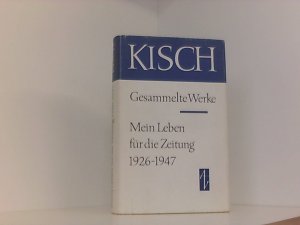 KISCH
Gesammelte Werke
Mein Leben
für die Zeitung
1926-1947